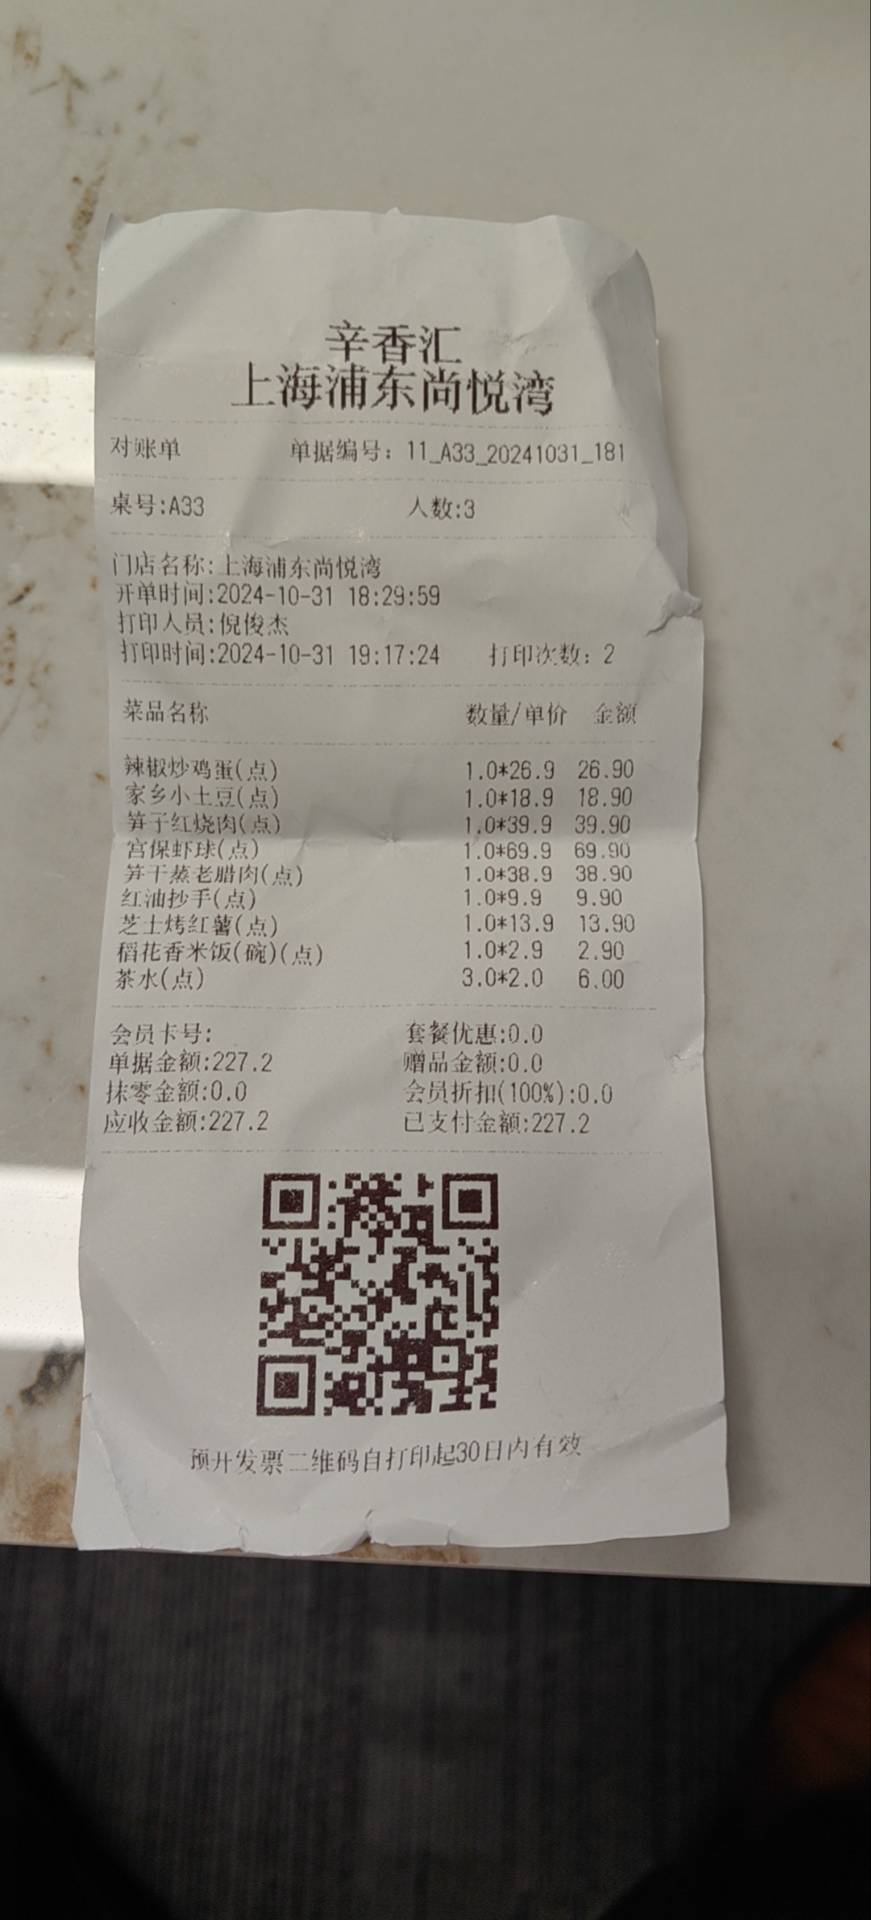 辛香汇
上海浦东尚悦湾
对账单 单据编号: 11_A33_20241031_181
桌号:A33 人数:3
门店名称:上海浦东尚悦湾
开单时间:2024-10-31 18:29:59
打印人员:倪俊杰
打印时间:2024-10-31 19:17:24 打印次数: 2
菜品名称 数量/单价 金额
辣椒炒鸡蛋(点) 1.0*26.9 26.90
家乡小土豆(点) 1.0*18.9 18.90
笋子红烧肉(点) 1.0*39.9 39.90
宫保虾球(点) 1.0*69.9 69.90
笋干蒸老腊肉(点) 1.0*38.9 38.90
红油抄手(点) 1.0*9.9 9.90
芝士烤红薯(点) 1.0*13.9 13.90
稻花香米饭(碗)(点) 1.0*2.9 2.90
茶水(点) 3.0*2.0 6.00
会员卡号: 套餐优惠:0.0
单据金额:227.2 赠品金额:0.0
抹零金额:0.0 会员折扣(100%):0.0
应收金额:227.2 已支付金额:227.2
预开发票二维码自打印起30日内有效